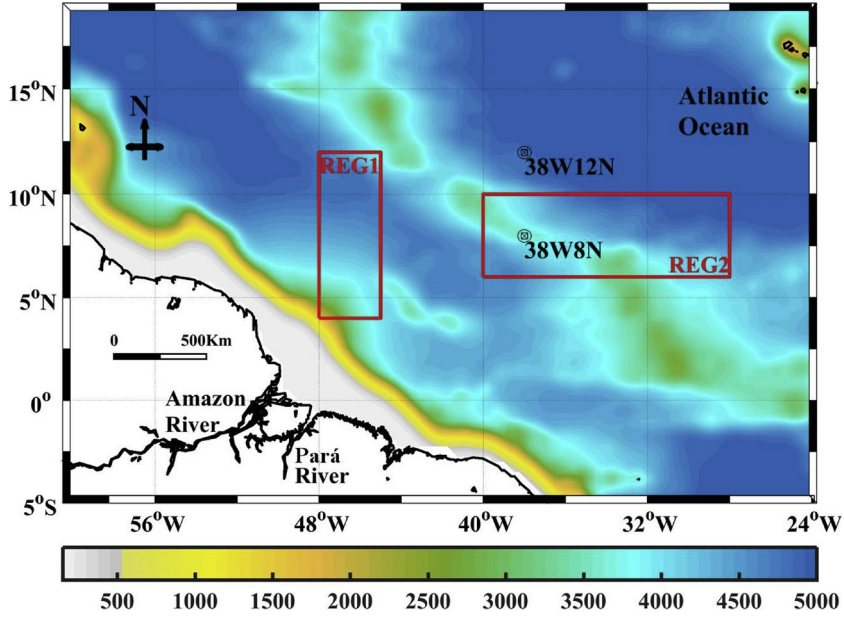 15°N
N
Atlantic
Ocean
38W12N
REG1
10°N
38W8N
REG2
5°N
0
500Km
Amazon
River
0°
Pará
River
5°S
56°W
48°W
40°W
32°W
24°W
500
1000
1500
2000
2500
3000
3500
4000
4500
5000